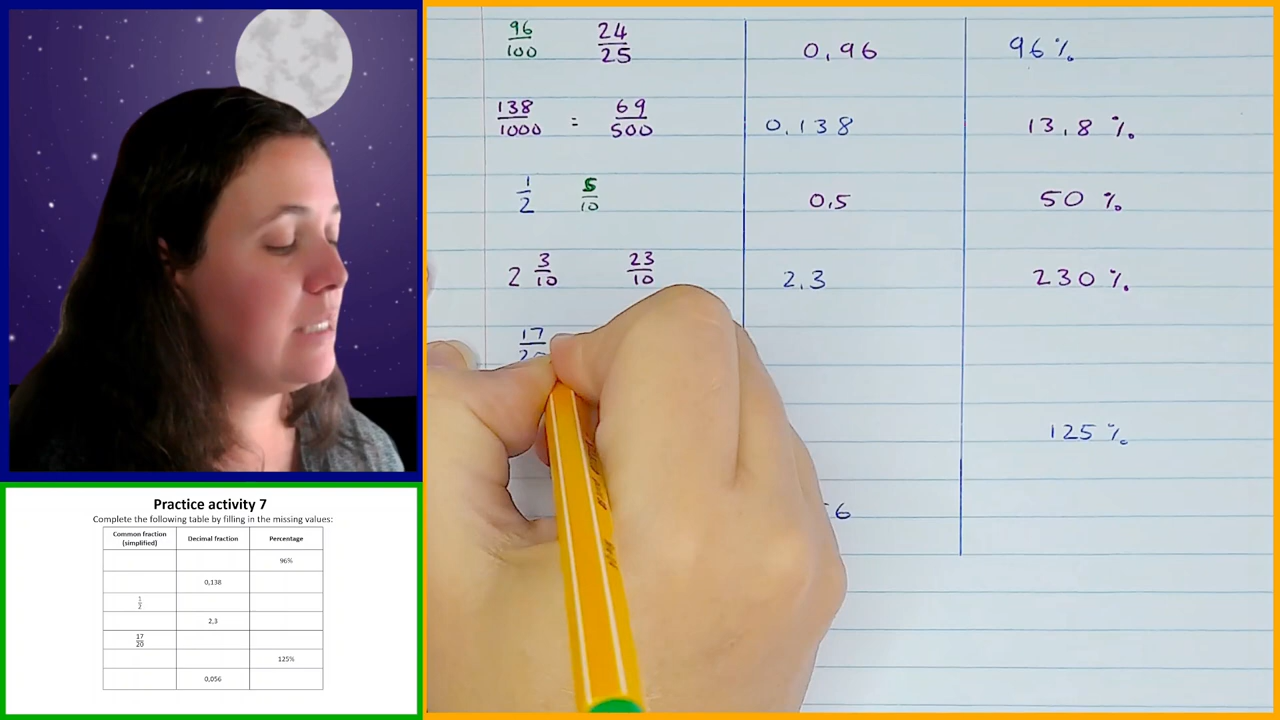 96/100 24/25 0,96 96%
138/1000 = 69/500 0,138 13,8 %
1/2 5/10 0,5 50 %
2 3/10 23/10 2,3 230 %
17
125 %
6
Practice activity 7
Complete the following table by filling in the missing values:
Common fraction (simplified) Decimal fraction Percentage
96%
0,138
1/2
2,3
17/20
125%
0,056